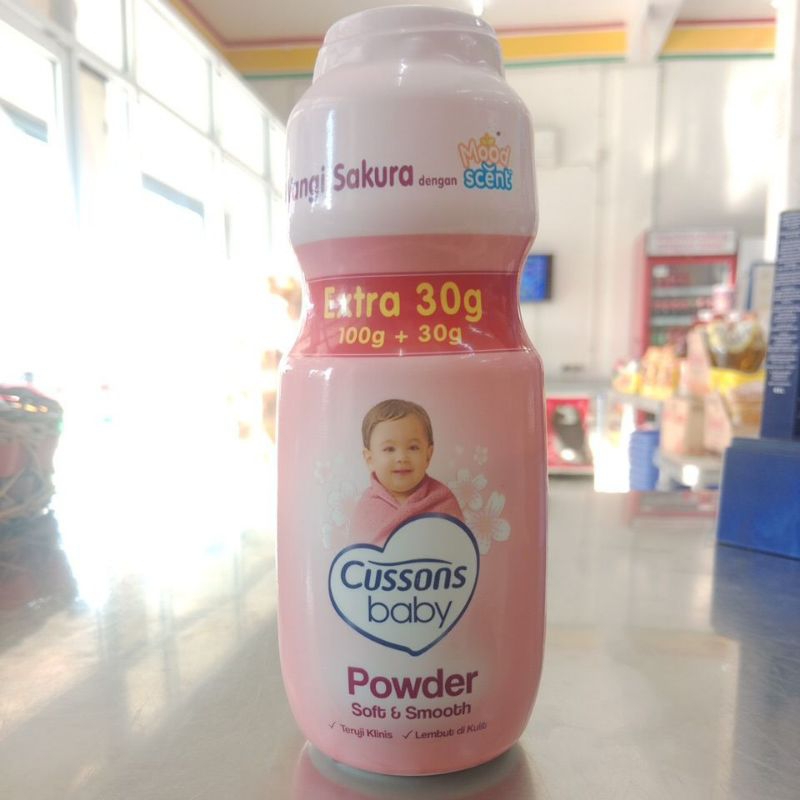 Wangi Sakura dengan Mood scent
Extra 30g
100g + 30g
Cussons
baby
Powder
Soft & Smooth
✓ Teruji Klinis ✓ Lembut di Kulit